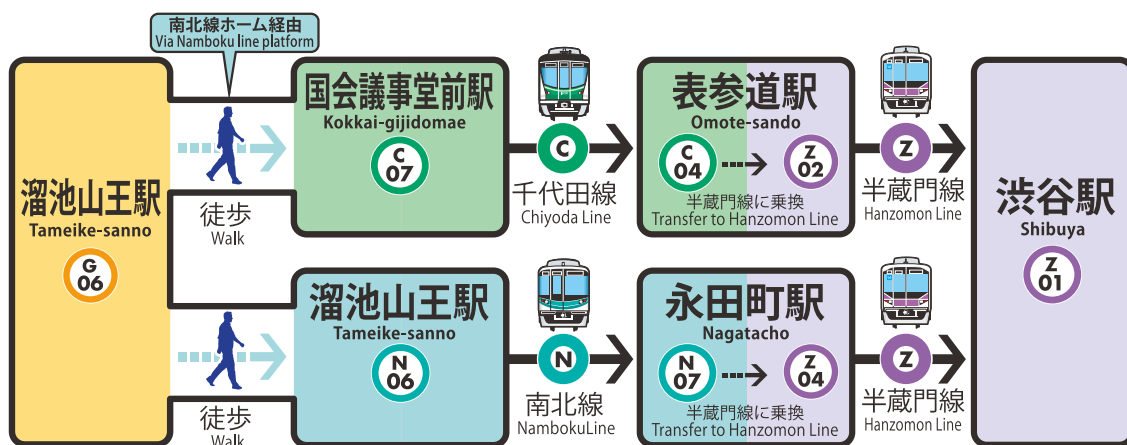 南北線ホーム経由
Via Namboku line platform
溜池山王駅
Tameike-sanno
G
06
徒歩
Walk
国会議事堂前駅
Kokkai-gijidomae
C
07
C
千代田線
Chiyoda Line
表参道駅
Omote-sando
C
04
Z
02
半蔵門線に乗換
Transfer to Hanzomon Line
Z
半蔵門線
Hanzomon Line
徒歩
Walk
溜池山王駅
Tameike-sanno
N
06
N
南北線
NambokuLine
永田町駅
Nagatacho
N
07
Z
04
半蔵門線に乗換
Transfer to Hanzomon Line
Z
半蔵門線
Hanzomon Line
渋谷駅
Shibuya
Z
01